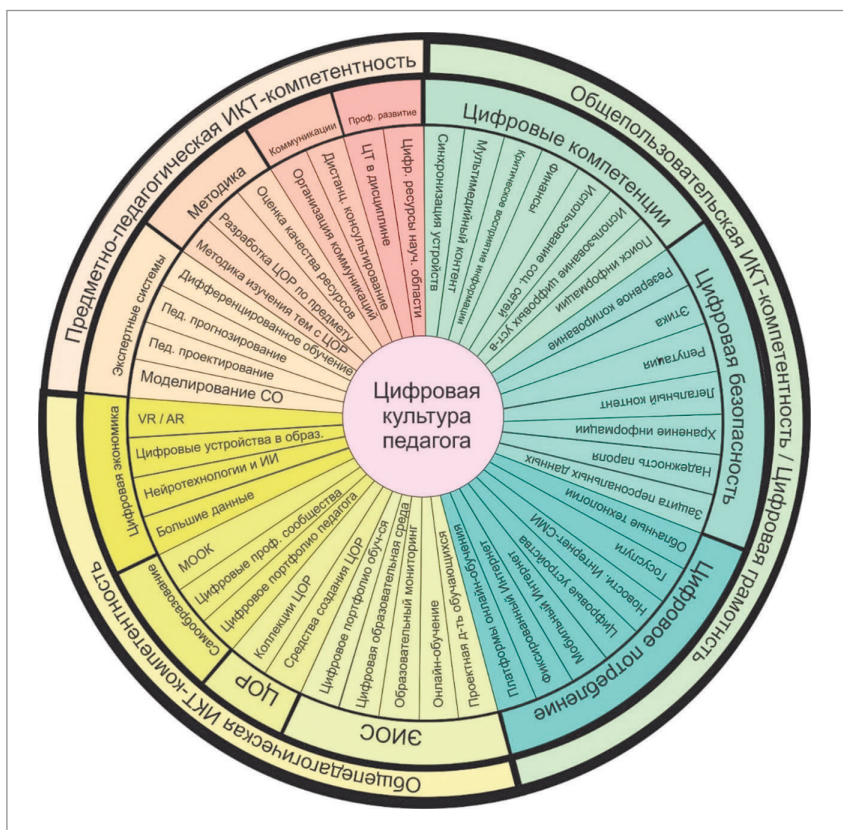 Предметно-педагогическая ИКТ-компетентность
Общепользовательская ИКТ-компетентность / Цифровая грамотность
Общепедагогическая ИКТ-компетентность
Цифровая
культура
педагога
Цифровые компетенции
Синхронизация устройств
Мультимедийный контент
Критическое восприятие информации
Финансы
Использование соц. сетей
Использование цифровых уст-в
Поиск информации
Цифровая безопасность
Резервное копирование
Этика
Репутация
Легальный контент
Хранение информации
Надежность пароля
Защита персональных данных
Цифровое потребление
Облачные технологии
Госуслуги
Новости. Интернет-СМИ
Цифровые устройства
Мобильный Интернет
Фиксированный Интернет
Платформы онлайн-обучения
ЭИОС
Проектная д-ть обучающихся
Онлайн-обучение
Образовательный мониторинг
Цифровая образовательная среда
Цифровое портфолио обуч-ся
ЦОР
Средства создания ЦОР
Коллекции ЦОР
Самообразование
Цифровое портфолио педагога
Цифровые проф. сообщества
МООК
Цифровая экономика
Большие данные
Нейротехнологии и ИИ
Цифровые устройства в образ.
VR / AR
Экспертные системы
Моделирование СО
Пед. проектирование
Пед. прогнозирование
Дифференцированное обучение
Методика
Методика изучения тем с ЦОР
Разработка ЦОР по предмету
Оценка качества ресурсов
Коммуникации
Организация коммуникаций
Дистанц. консультирование
Проф. развитие
ЦТ в дисциплине
Цифр. ресурсы науч. области